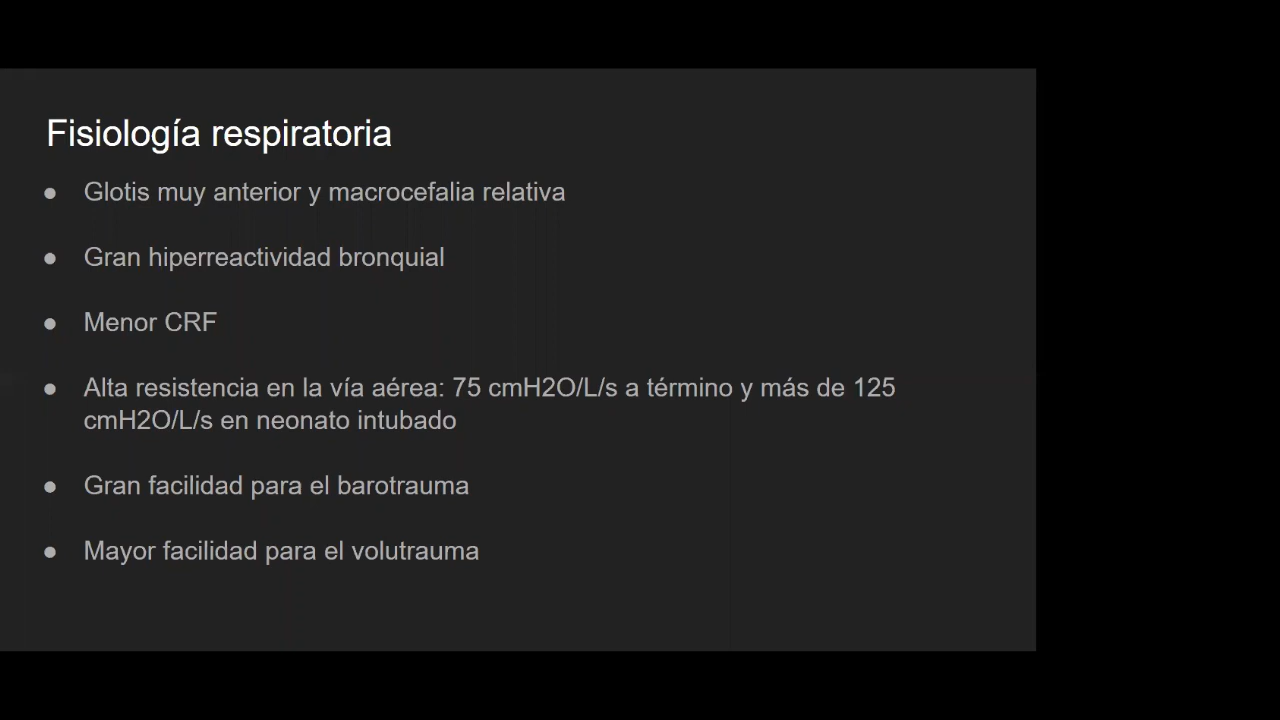 Fisiología respiratoria
● Glotis muy anterior y macrocefalia relativa
● Gran hiperreactividad bronquial
● Menor CRF
● Alta resistencia en la vía aérea: 75 cmH2O/L/s a término y más de 125
cmH2O/L/s en neonato intubado
● Gran facilidad para el barotrauma
● Mayor facilidad para el volutrauma